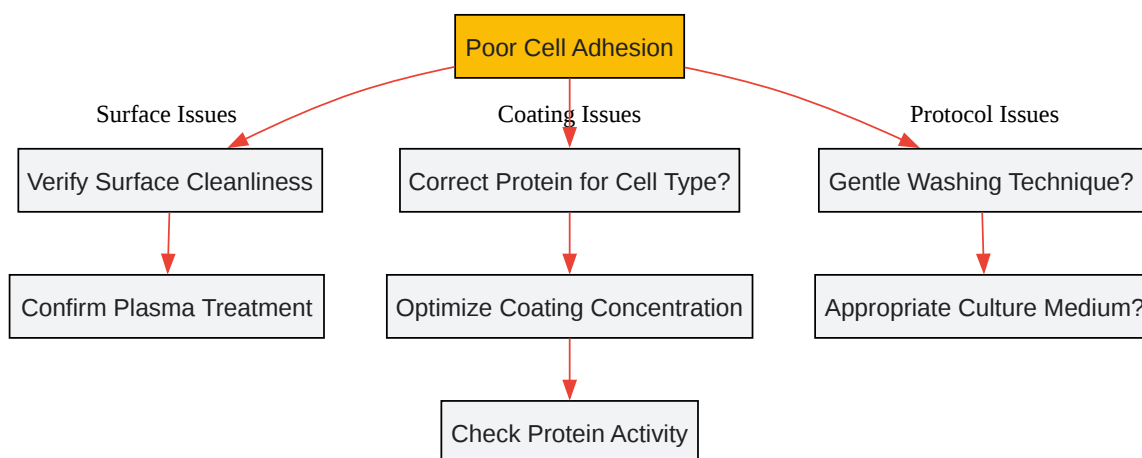 Poor Cell Adhesion
Surface Issues
Coating Issues
Protocol Issues
Verify Surface Cleanliness
Correct Protein for Cell Type?
Gentle Washing Technique?
Confirm Plasma Treatment
Optimize Coating Concentration
Appropriate Culture Medium?
Check Protein Activity